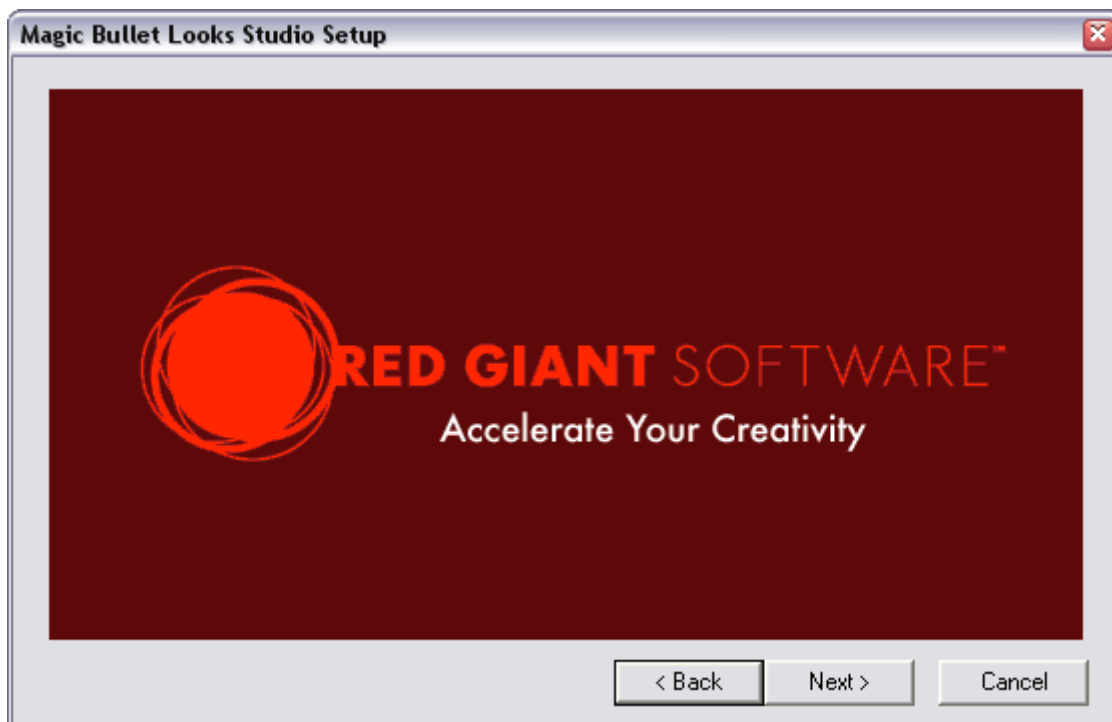 Magic Bullet Looks Studio Setup
RED GIANT SOFTWARE™
Accelerate Your Creativity
< Back Next > Cancel